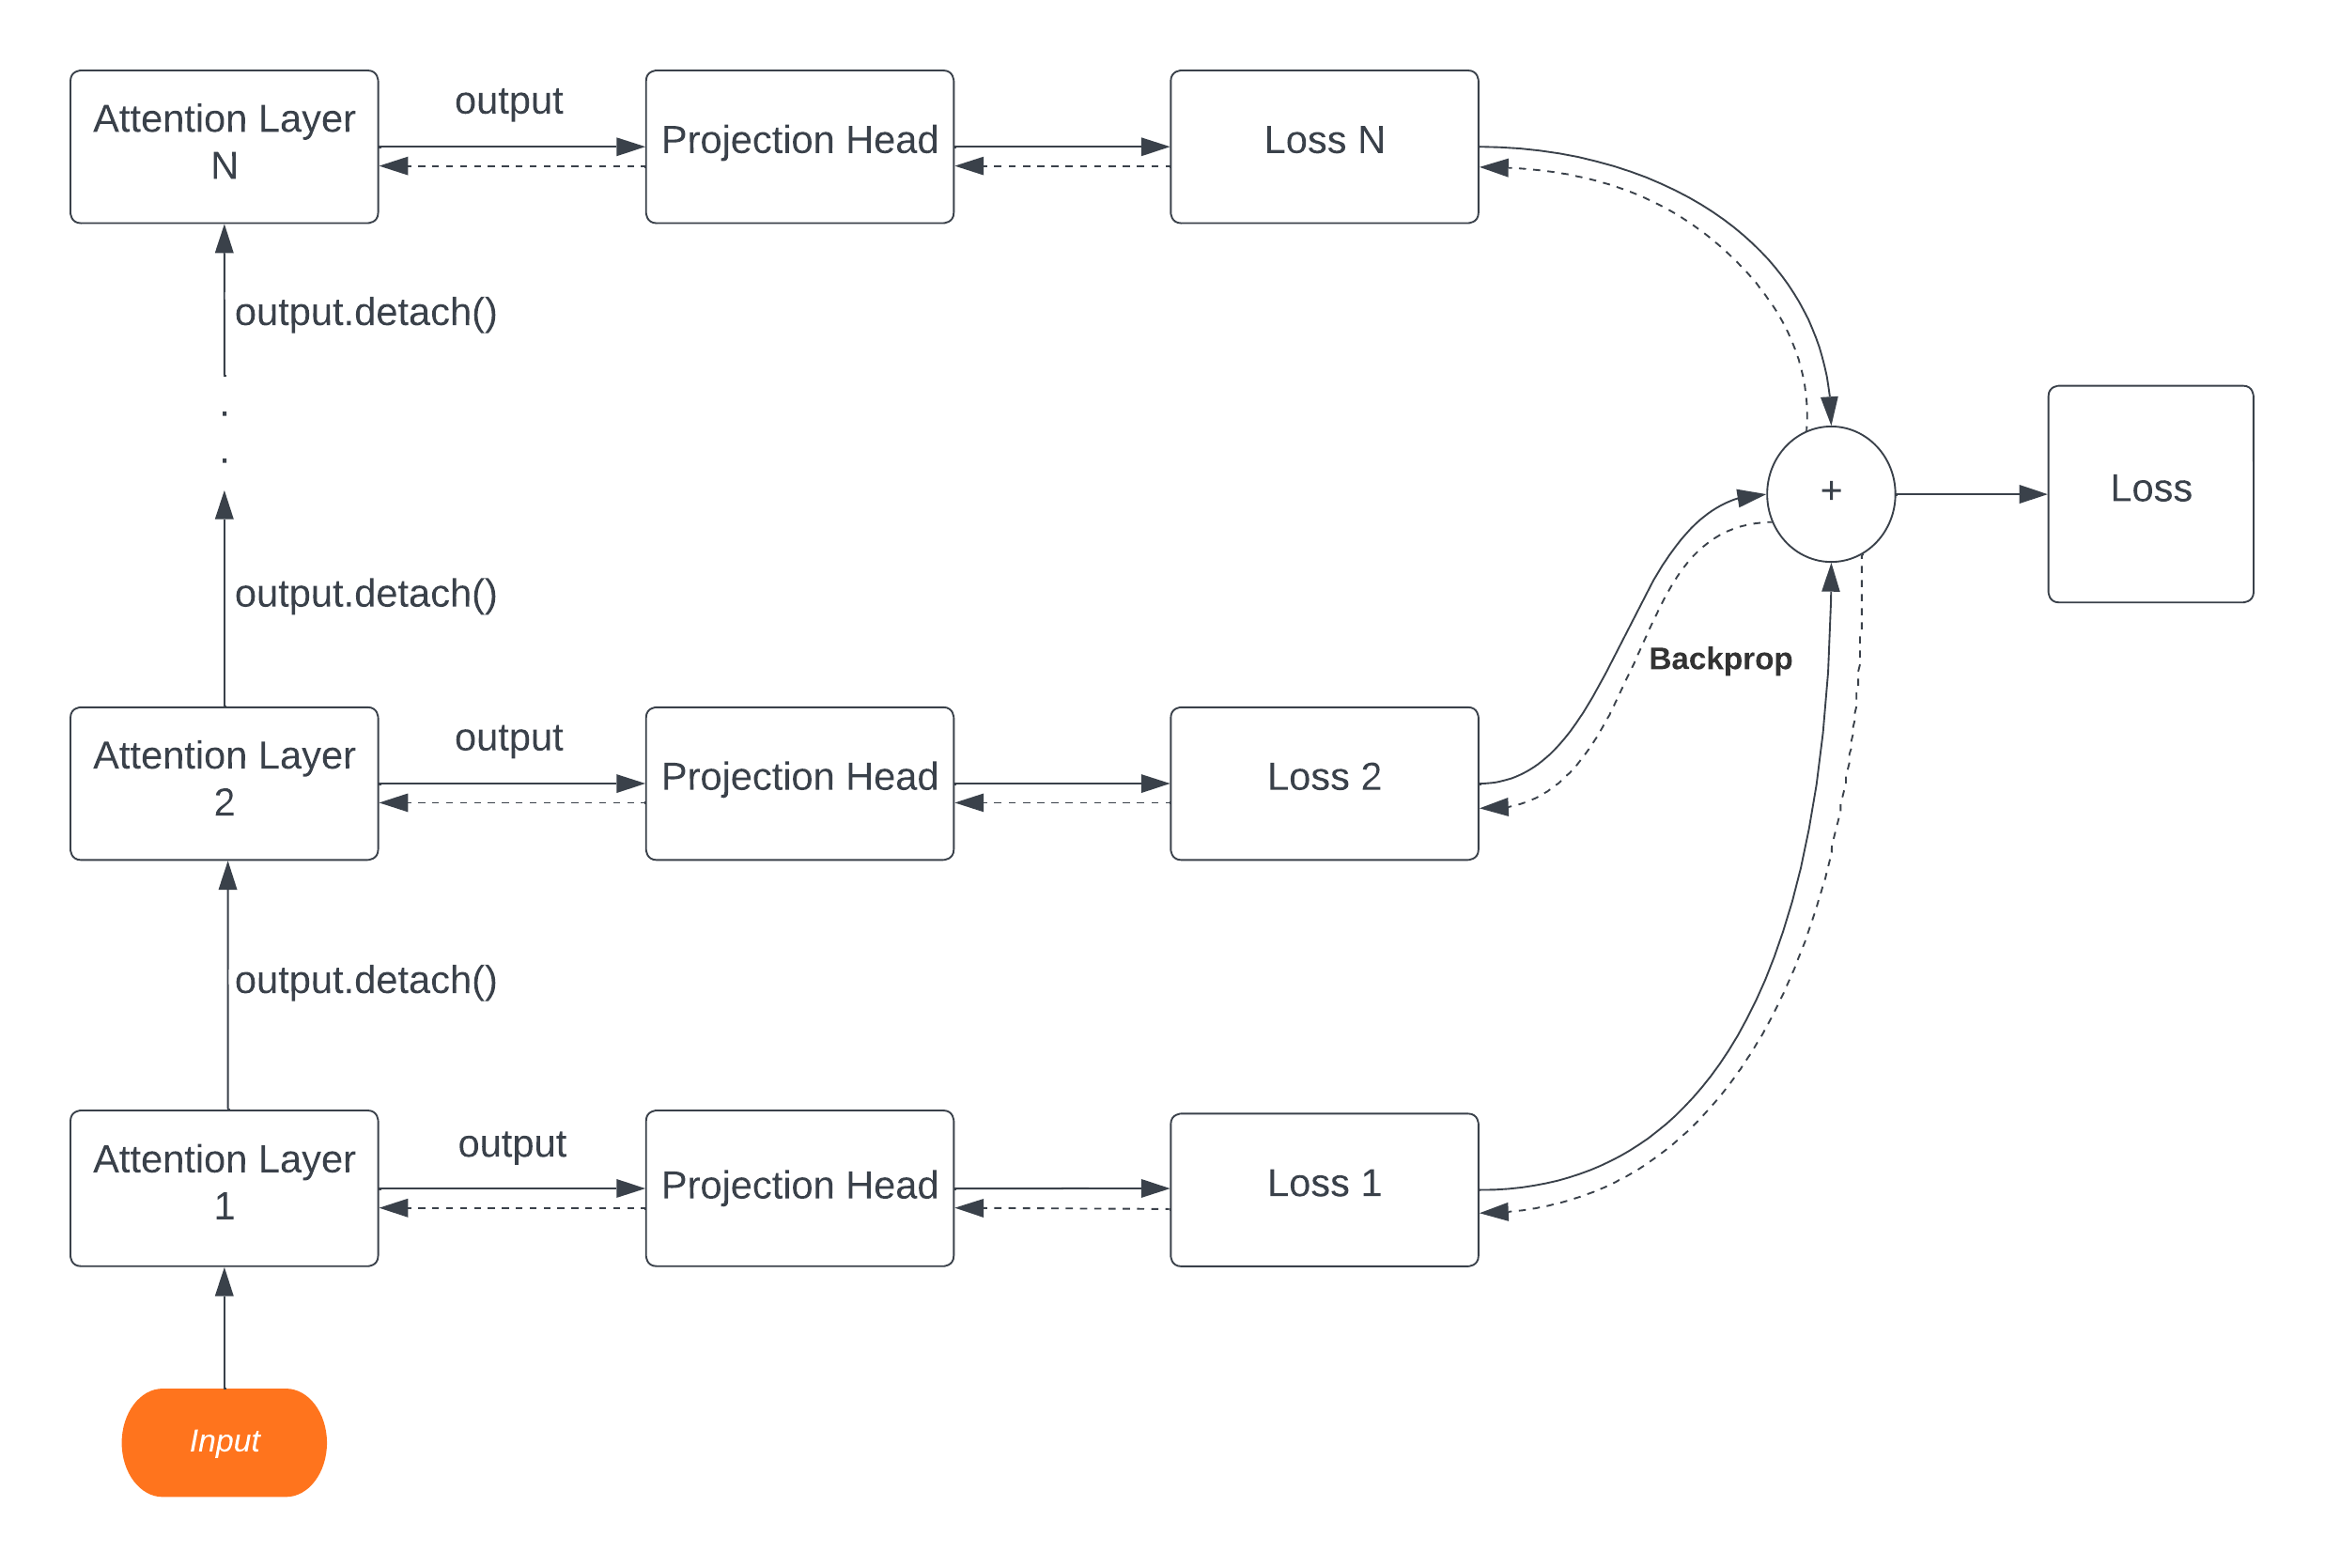 Attention Layer
N
output
Projection Head
Loss N
output.detach()
.
.
+
Loss
output.detach()
Backprop
Attention Layer
2
output
Projection Head
Loss 2
output.detach()
Attention Layer
1
output
Projection Head
Loss 1
Input